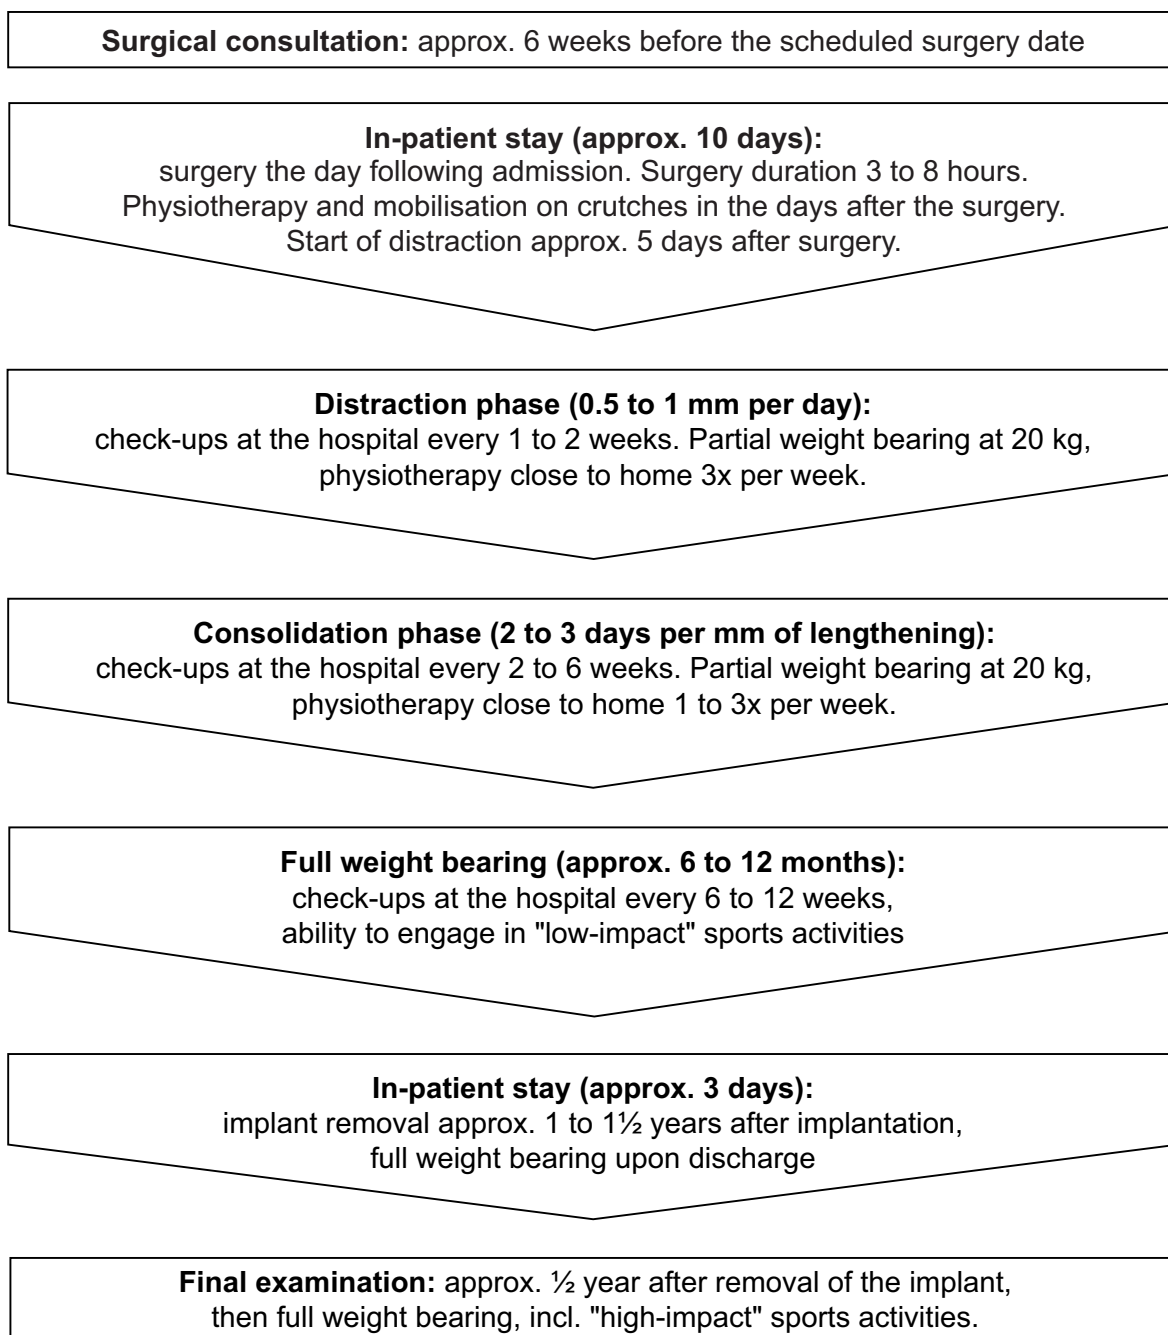 Surgical consultation: approx. 6 weeks before the scheduled surgery date
In-patient stay (approx. 10 days):
surgery the day following admission. Surgery duration 3 to 8 hours.
Physiotherapy and mobilisation on crutches in the days after the surgery.
Start of distraction approx. 5 days after surgery.
Distraction phase (0.5 to 1 mm per day):
check-ups at the hospital every 1 to 2 weeks. Partial weight bearing at 20 kg,
physiotherapy close to home 3x per week.
Consolidation phase (2 to 3 days per mm of lengthening):
check-ups at the hospital every 2 to 6 weeks. Partial weight bearing at 20 kg,
physiotherapy close to home 1 to 3x per week.
Full weight bearing (approx. 6 to 12 months):
check-ups at the hospital every 6 to 12 weeks,
ability to engage in "low-impact" sports activities
In-patient stay (approx. 3 days):
implant removal approx. 1 to 1½ years after implantation,
full weight bearing upon discharge
Final examination: approx. ½ year after removal of the implant,
then full weight bearing, incl. "high-impact" sports activities.